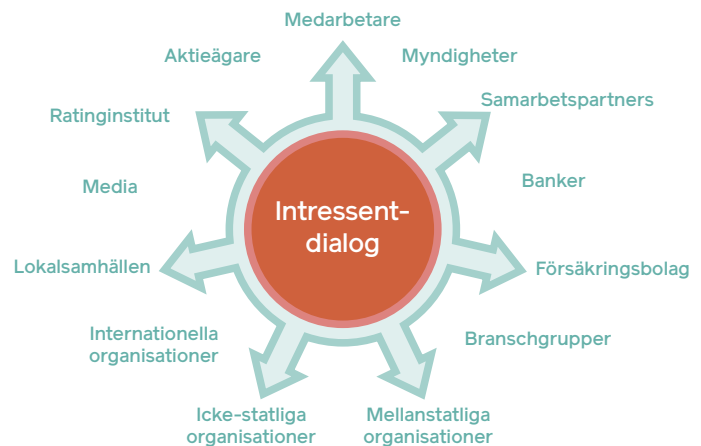 Medarbetare
Aktieägare
Myndigheter
Samarbetspartners
Ratinginstitut
Banker
Media
Intressent-
dialog
Lokalsamhällen
Försäkringsbolag
Internationella
organisationer
Branschgrupper
Icke-statliga
organisationer
Mellanstatliga
organisationer